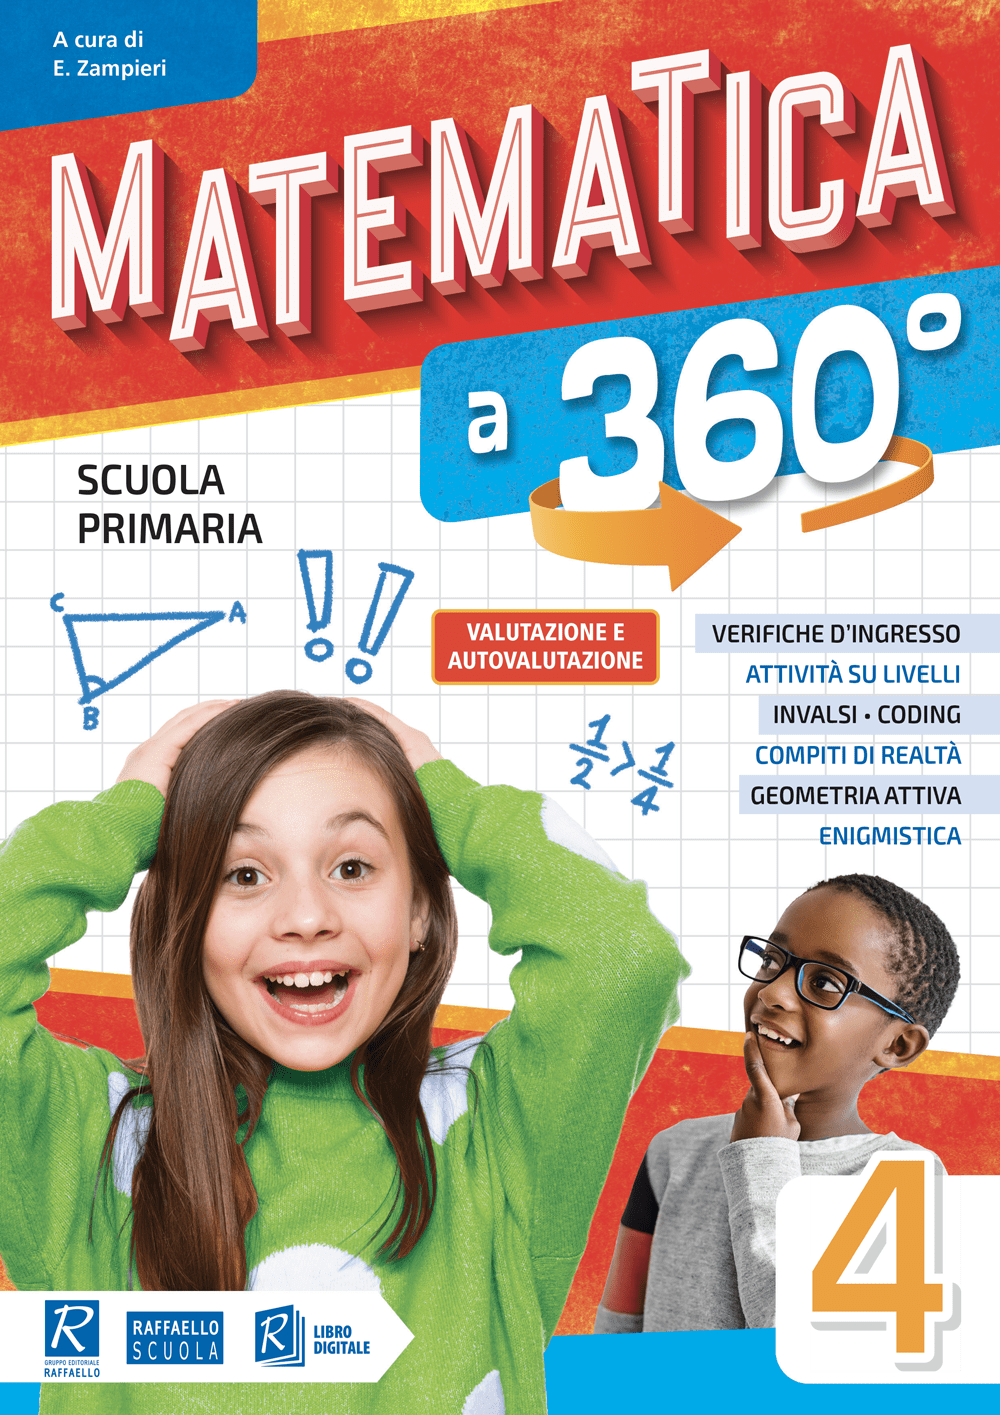 A cura di
E. Zampieri
MATEMATICA
a 360°
SCUOLA
PRIMARIA
C
A
B
!!
VALUTAZIONE E
AUTOVALUTAZIONE
VERIFICHE D'INGRESSO
ATTIVITÀ SU LIVELLI
INVALSI • CODING
COMPITI DI REALTÀ
GEOMETRIA ATTIVA
ENIGMISTICA
1/2 > 1/4
4
R
GRUPPO EDITORIALE
RAFFAELLO
RAFFAELLO
SCUOLA
R
LIBRO
DIGITALE